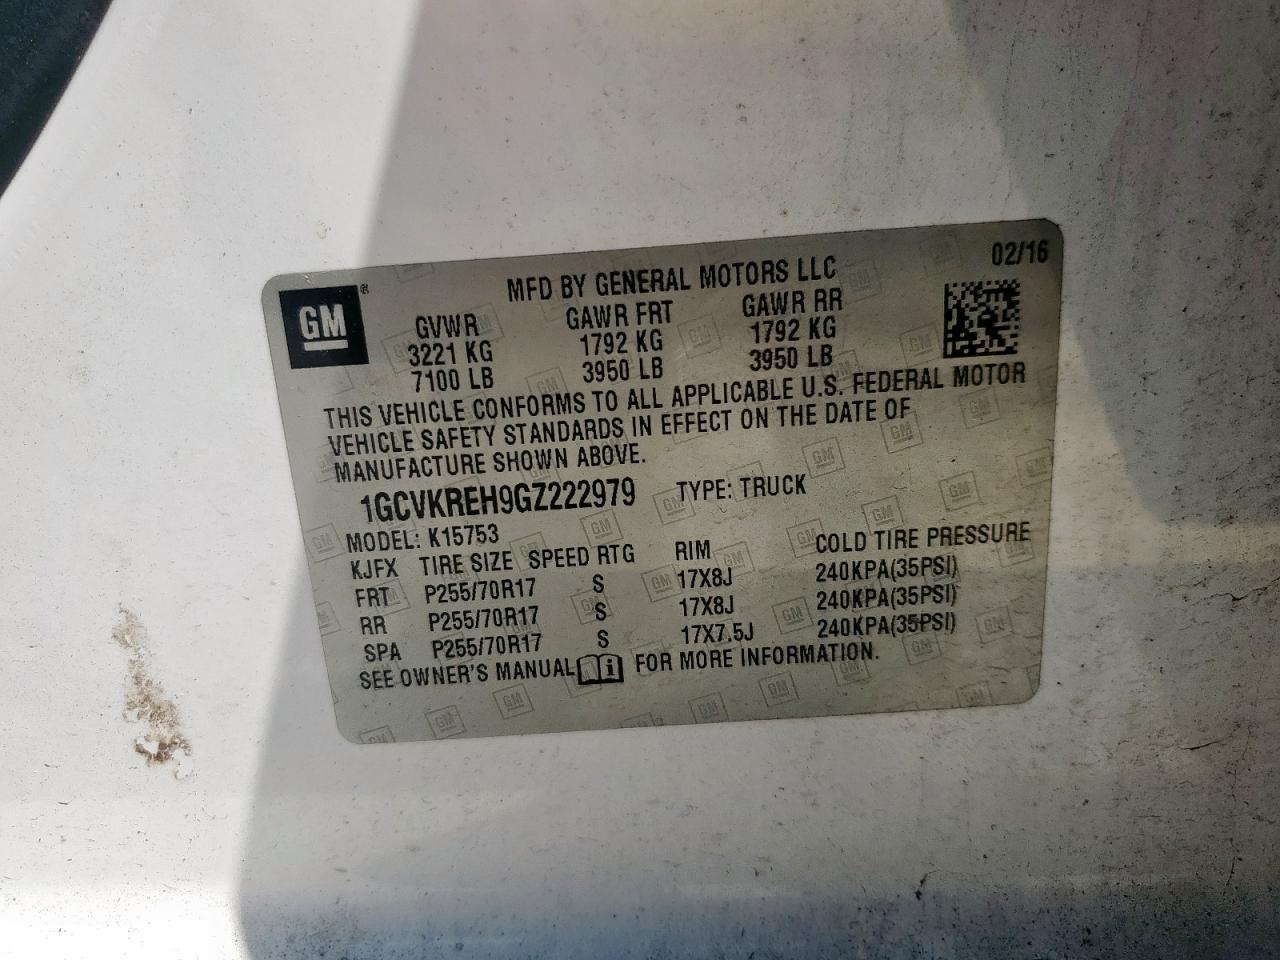 GM ®
MFD BY GENERAL MOTORS LLC 02/16
GVWR GAWR FRT GAWR RR
3221 KG 1792 KG 1792 KG
7100 LB 3950 LB 3950 LB
THIS VEHICLE CONFORMS TO ALL APPLICABLE U.S. FEDERAL MOTOR
VEHICLE SAFETY STANDARDS IN EFFECT ON THE DATE OF
MANUFACTURE SHOWN ABOVE.
1GCVKREH9GZ222979 TYPE: TRUCK
MODEL: K15753
KJFX TIRE SIZE SPEED RTG RIM COLD TIRE PRESSURE
FRT P255/70R17 S 17X8J 240KPA(35PSI)
RR P255/70R17 S 17X8J 240KPA(35PSI)
SPA P255/70R17 S 17X7.5J 240KPA(35PSI)
SEE OWNER'S MANUAL FOR MORE INFORMATION.